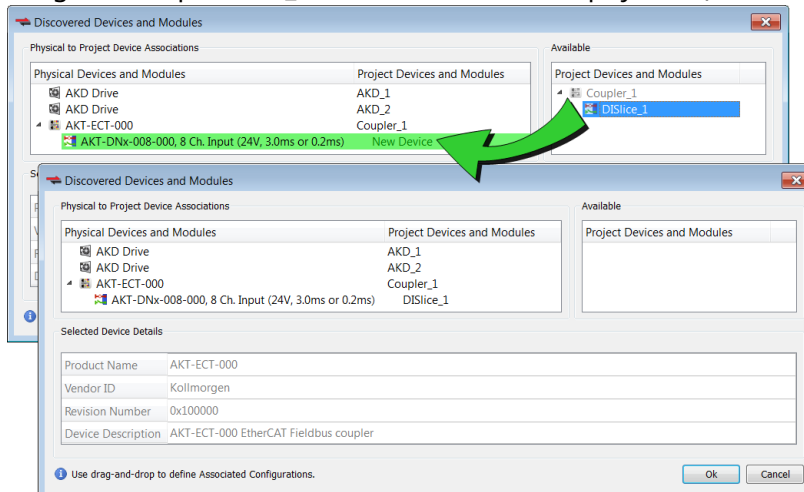 Discovered Devices and Modules
Physical to Project Device Associations
Available
Physical Devices and Modules
Project Devices and Modules
Project Devices and Modules
AKD Drive
AKD_1
Coupler_1
AKD Drive
AKD_2
DISlice_1
AKT-ECT-000
Coupler_1
AKT-DNx-008-000, 8 Ch. Input (24V, 3.0ms or 0.2ms)
New Device
Discovered Devices and Modules
Physical to Project Device Associations
Available
Physical Devices and Modules
Project Devices and Modules
Project Devices and Modules
AKD Drive
AKD_1
AKD Drive
AKD_2
AKT-ECT-000
Coupler_1
AKT-DNx-008-000, 8 Ch. Input (24V, 3.0ms or 0.2ms)
DISlice_1
Selected Device Details
Product Name
AKT-ECT-000
Vendor ID
Kollmorgen
Revision Number
0x100000
Device Description
AKT-ECT-000 EtherCAT Fieldbus coupler
Use drag-and-drop to define Associated Configurations.
Ok
Cancel